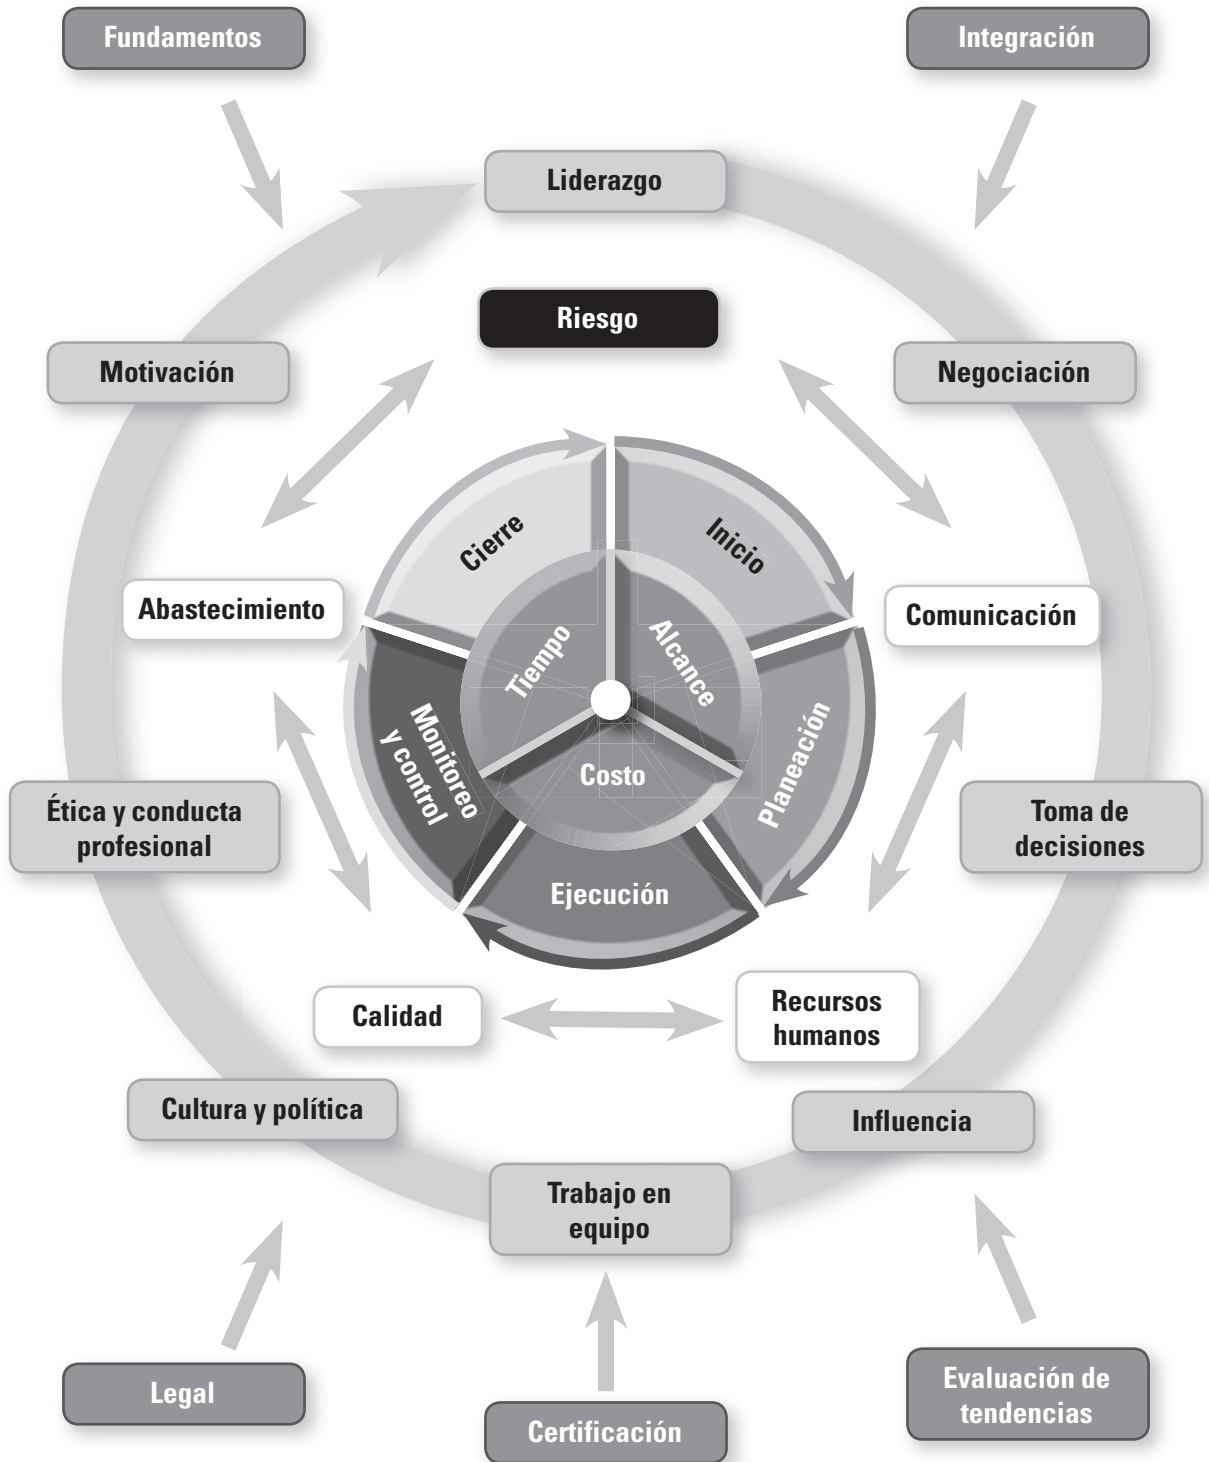 Fundamentos
Integración
Liderazgo
Riesgo
Motivación
Negociación
Cierre
Inicio
Abastecimiento
Comunicación
Tiempo
Alcance
Monitoreo
y control
Costo
Planeación
Ética y conducta
profesional
Toma de
decisiones
Ejecución
Calidad
Recursos
humanos
Cultura y política
Influencia
Trabajo en
equipo
Legal
Certificación
Evaluación de
tendencias